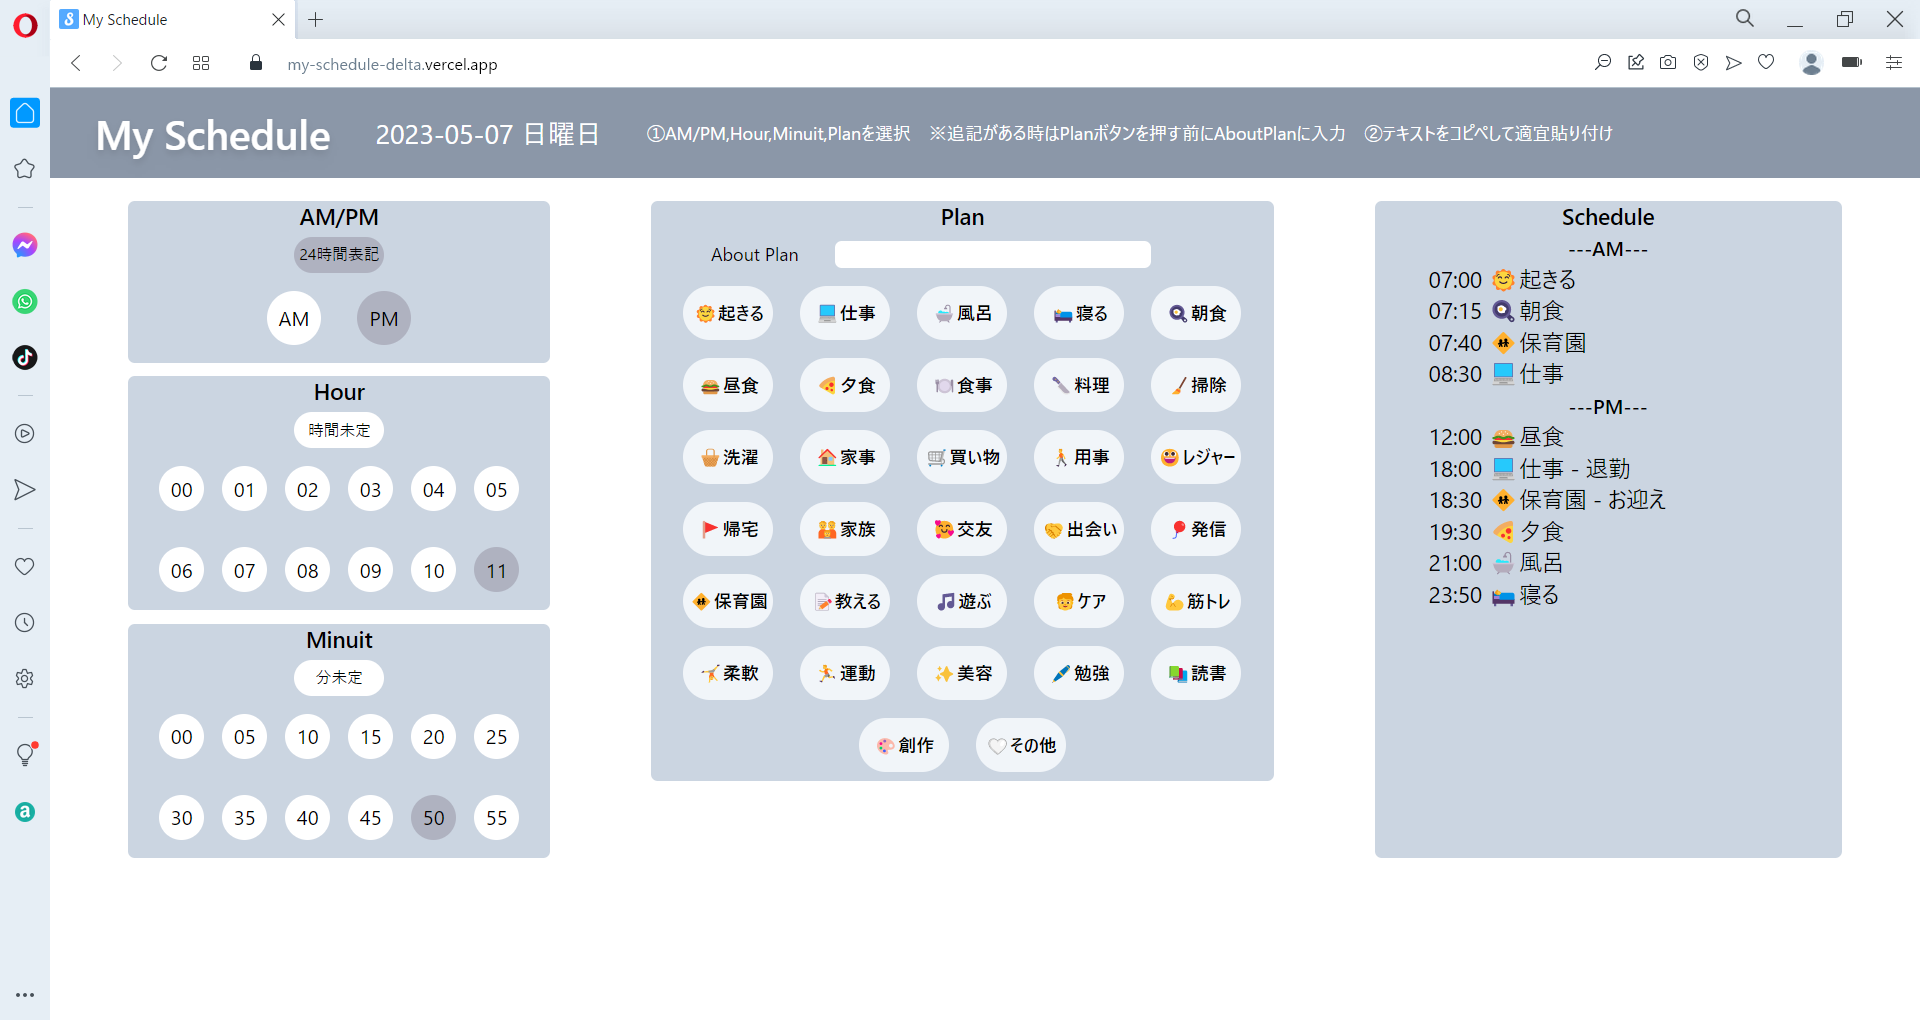 My Schedule
my-schedule-delta.vercel.app
My Schedule
2023-05-07 日曜日
①AM/PM,Hour,Minuit,Planを選択 ※追記がある時はPlanボタンを押す前にAboutPlanに入力 ②テキストをコピペして適宜貼り付け
AM/PM
24時間表記
AM PM
Hour
時間未定
00 01 02 03 04 05
06 07 08 09 10 11
Minuit
分未定
00 05 10 15 20 25
30 35 40 45 50 55
Plan
About Plan
🌞起きる 💻仕事 🛁風呂 🛌寝る 🍳朝食
🍔昼食 🍕夕食 🍽食事 🔪料理 🧹掃除
🧺洗濯 🏠家事 🛒買い物 🚶用事 😀レジャー
🚩帰宅 👪家族 🥰交友 🤝出会い 🎈発信
🚸保育園 📝教える 🎵遊ぶ 🧒ケア 💪筋トレ
🤸柔軟 🏃運動 ✨美容 🖊勉強 📚読書
🎨創作 🤍その他
Schedule
---AM---
07:00 🌞起きる
07:15 🍳朝食
07:40 🚸保育園
08:30 💻仕事
---PM---
12:00 🍔昼食
18:00 💻仕事 - 退勤
18:30 🚸保育園 - お迎え
19:30 🍕夕食
21:00 🛁風呂
23:50 🛌寝る